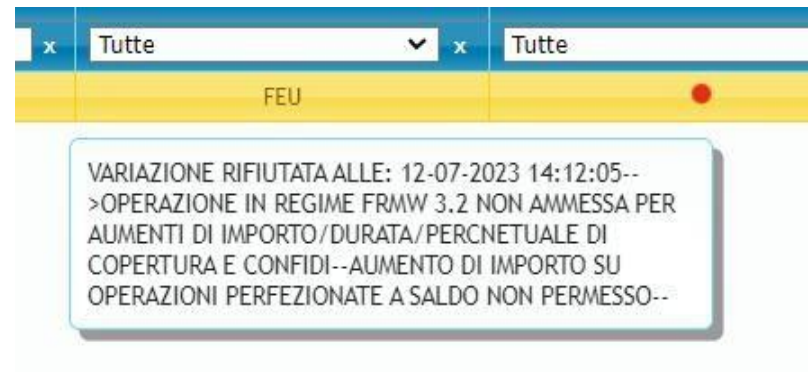 x Tutte x Tutte
FEU
VARIAZIONE RIFIUTATA ALLE: 12-07-2023 14:12:05--
>OPERAZIONE IN REGIME FRMW 3.2 NON AMMESSA PER
AUMENTI DI IMPORTO/DURATA/PERCNETUALE DI
COPERTURA E CONFIDI--AUMENTO DI IMPORTO SU
OPERAZIONI PERFEZIONATE A SALDO NON PERMESSO--